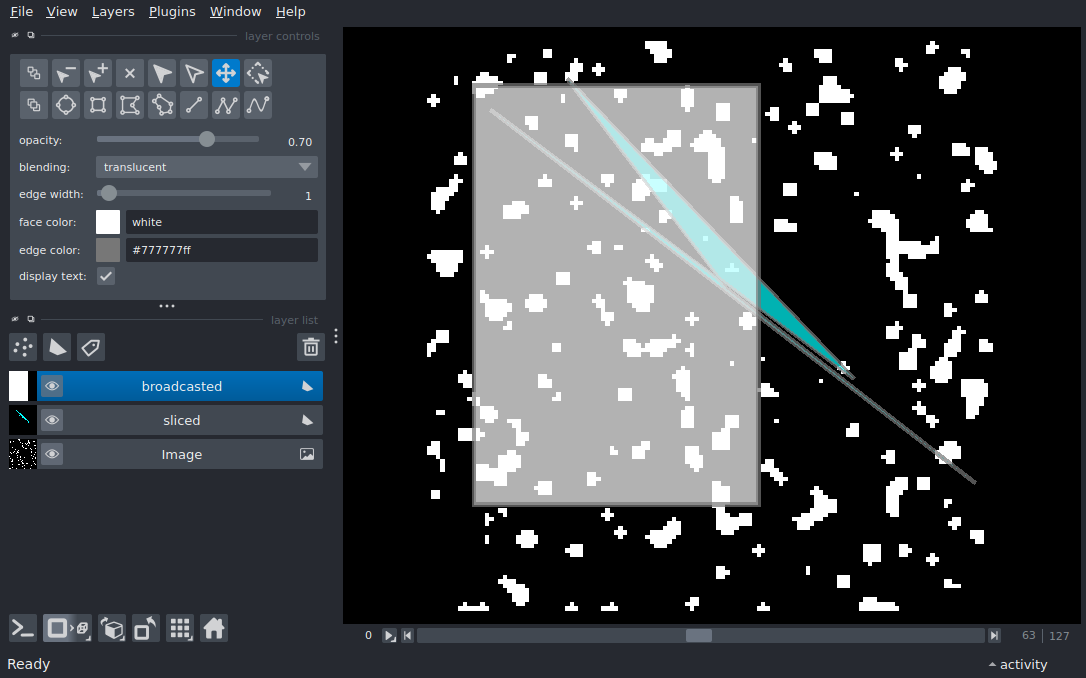 File View Layers Plugins Window Help
layer controls
opacity: 0.70
blending: translucent
edge width: 1
face color: white
edge color: #777777ff
display text:
layer list
broadcasted
sliced
Image
0 63 127
Ready activity